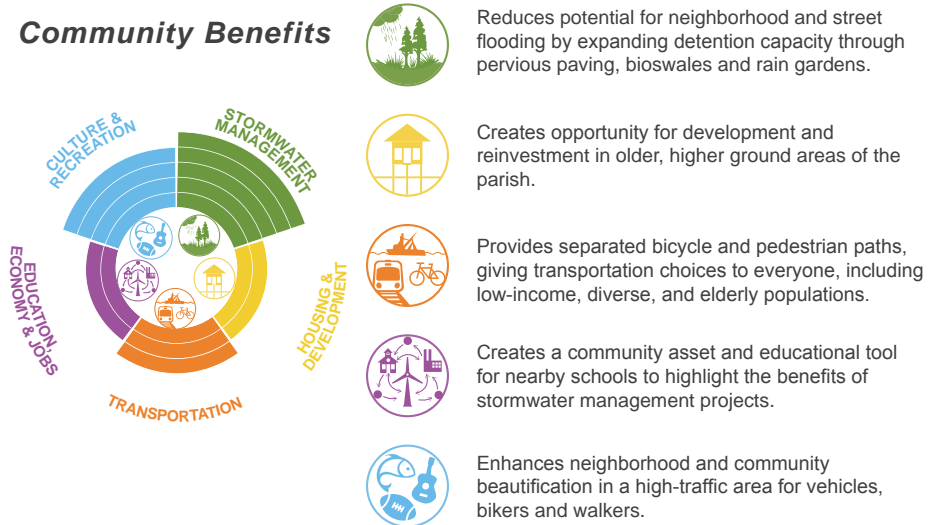 Community Benefits
CULTURE &
RECREATION
STORMWATER
MANAGEMENT
EDUCATION,
ECONOMY & JOBS
HOUSING &
DEVELOPMENT
TRANSPORTATION
Reduces potential for neighborhood and street
flooding by expanding detention capacity through
pervious paving, bioswales and rain gardens.
Creates opportunity for development and
reinvestment in older, higher ground areas of the
parish.
Provides separated bicycle and pedestrian paths,
giving transportation choices to everyone, including
low-income, diverse, and elderly populations.
Creates a community asset and educational tool
for nearby schools to highlight the benefits of
stormwater management projects.
Enhances neighborhood and community
beautification in a high-traffic area for vehicles,
bikers and walkers.